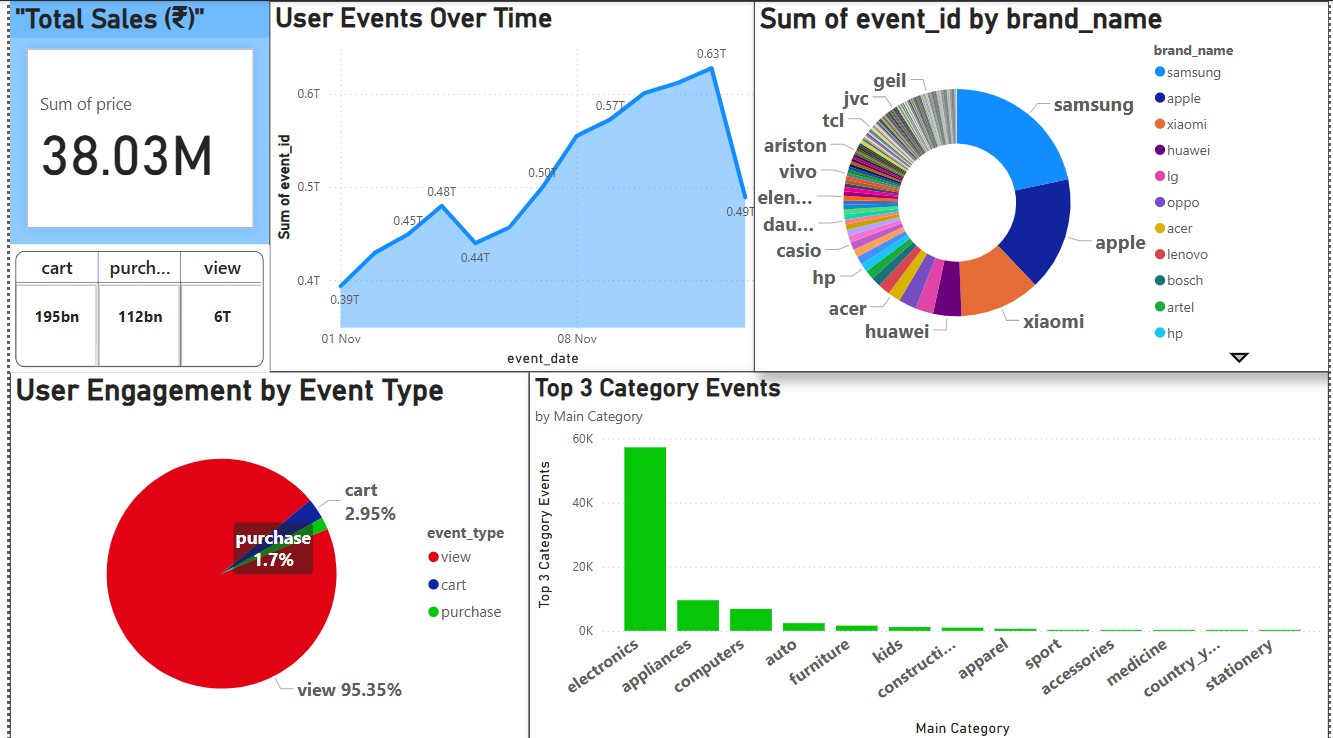 "Total Sales (₹)"
Sum of price
38.03M
cart purch... view
195bn 112bn 6T
User Events Over Time
Sum of event_id
0.6T
0.5T
0.4T
0.39T
0.45T
0.48T
0.44T
0.50T
0.57T
0.63T
0.49T
01 Nov
08 Nov
event_date
Sum of event_id by brand_name
geil
jvc
tcl
ariston
vivo
elen...
dau...
casio
hp
acer
huawei
xiaomi
apple
samsung
brand_name
samsung
apple
xiaomi
huawei
lg
oppo
acer
lenovo
bosch
artel
hp
User Engagement by Event Type
cart
2.95%
purchase
1.7%
view 95.35%
event_type
view
cart
purchase
Top 3 Category Events
by Main Category
Top 3 Category Events
60K
40K
20K
0K
electronics
appliances
computers
auto
furniture
kids
constructi...
apparel
sport
accessories
medicine
country_y...
stationery
Main Category